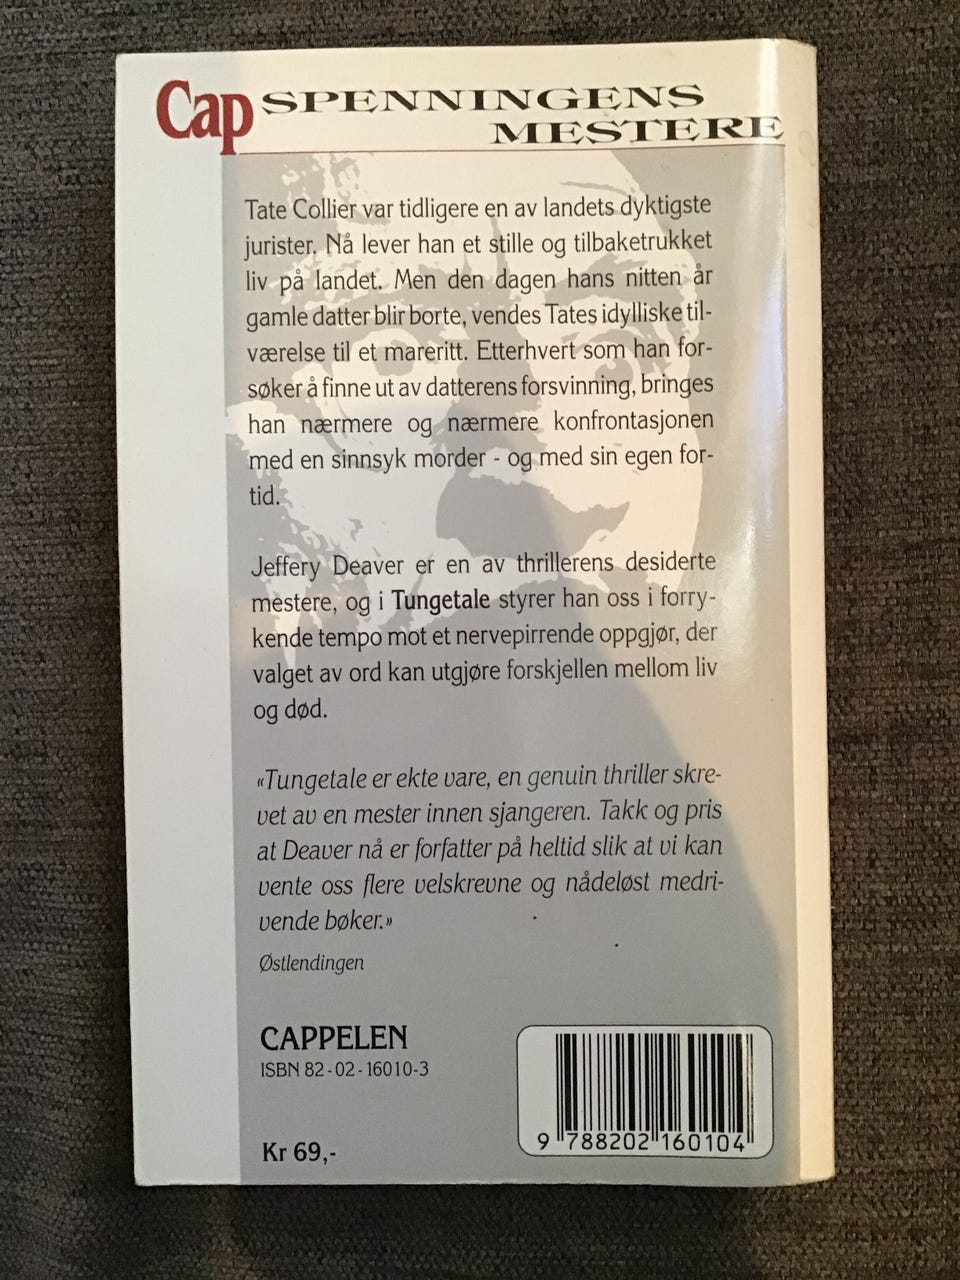 Cap SPENNINGENS
MESTERE
Tate Collier var tidligere en av landets dyktigste
jurister. Nå lever han et stille og tilbaketrukket
liv på landet. Men den dagen hans nitten år
gamle datter blir borte, vendes Tates idylliske til-
værelse til et mareritt. Etterhvert som han for-
søker å finne ut av datterens forsvinning, bringes
han nærmere og nærmere konfrontasjonen
med en sinnsyk morder - og med sin egen for-
tid.
Jeffery Deaver er en av thrillerens desiderte
mestere, og i Tungetale styrer han oss i forry-
kende tempo mot et nervepirrende oppgjør, der
valget av ord kan utgjøre forskjellen mellom liv
og død.
«Tungetale er ekte vare, en genuin thriller skre-
vet av en mester innen sjangeren. Takk og pris
at Deaver nå er forfatter på heltid slik at vi kan
vente oss flere velskrevne og nådeløst medri-
vende bøker.»
Østlendingen
CAPPELEN
ISBN 82-02-16010-3
Kr 69,-
9 788202 160104